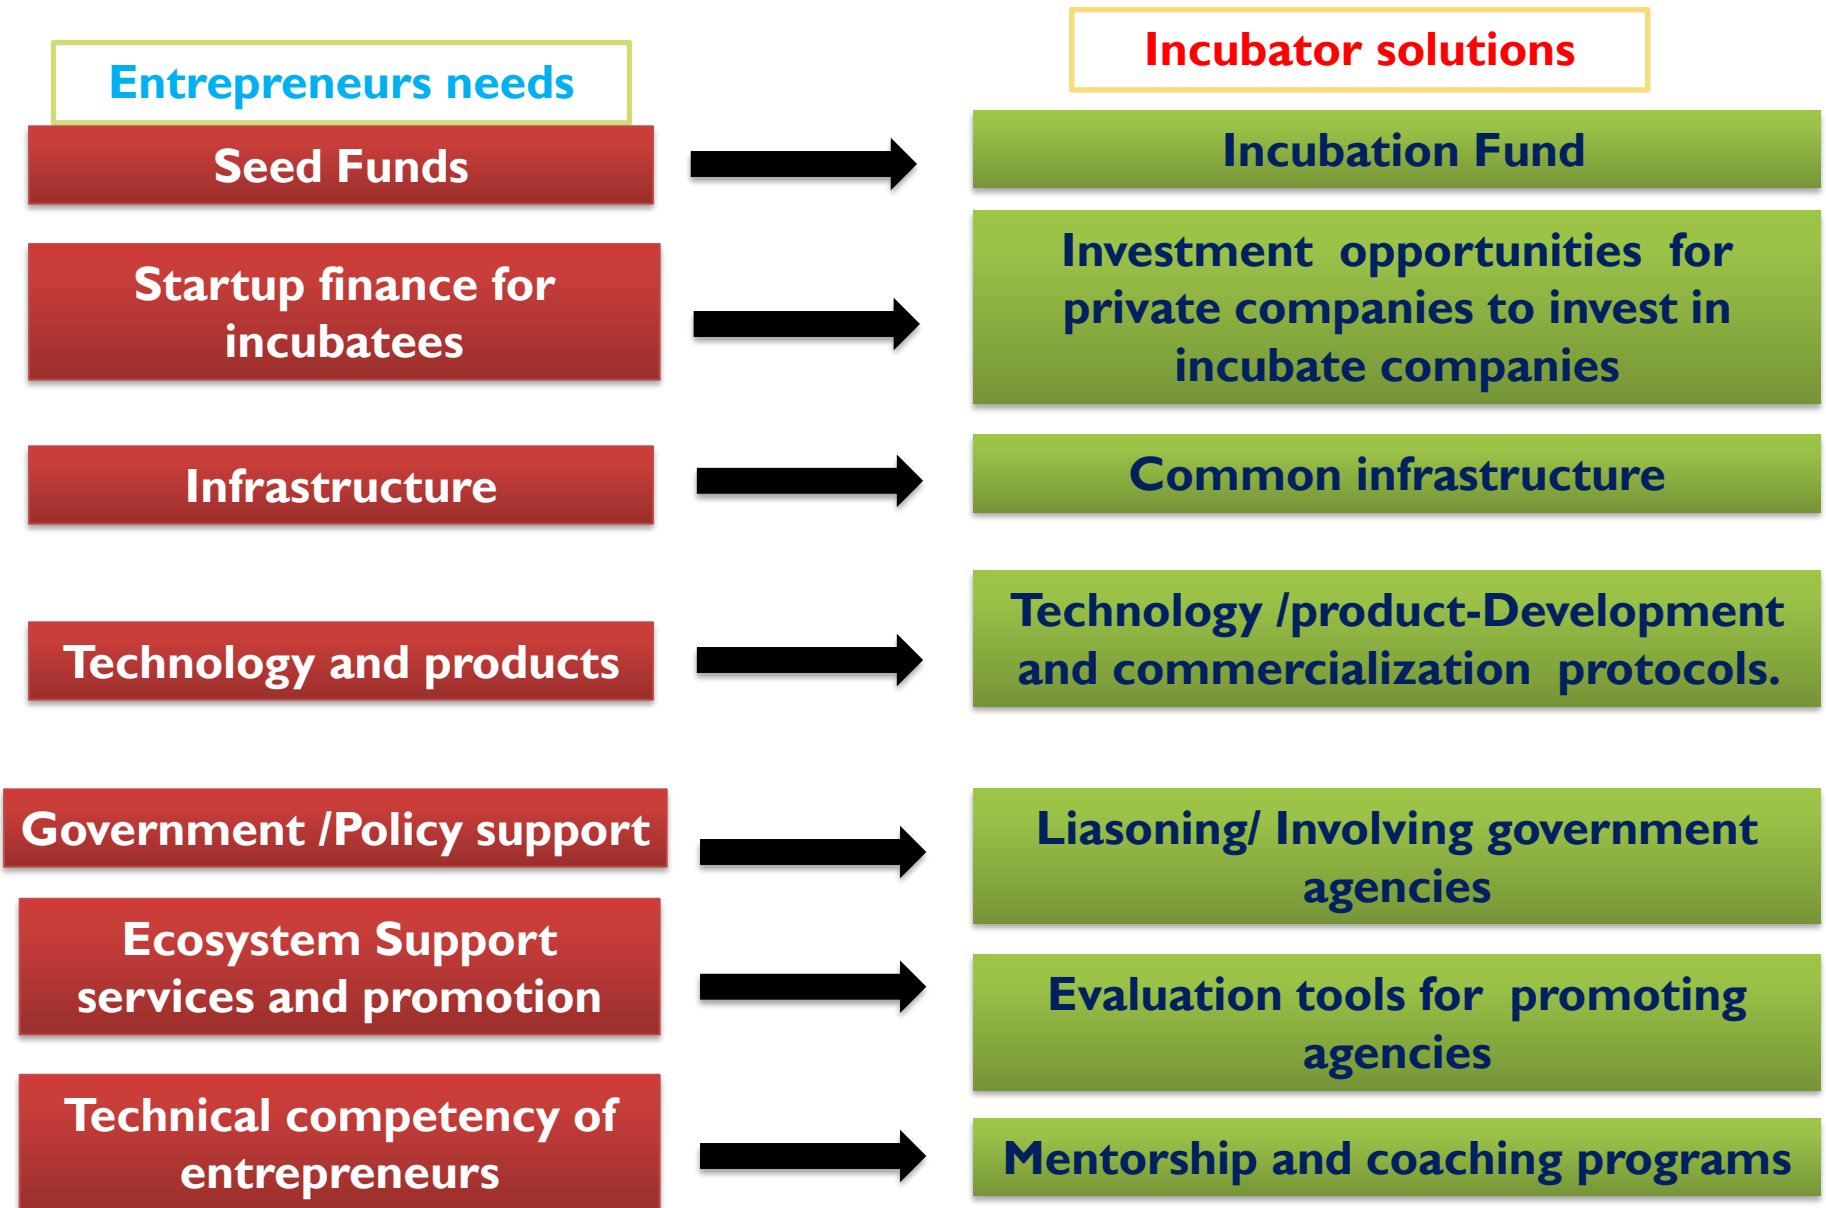 Entrepreneurs needs
Incubator solutions
Seed Funds
Incubation Fund
Startup finance for
incubatees
Investment opportunities for
private companies to invest in
incubate companies
Infrastructure
Common infrastructure
Technology and products
Technology /product-Development
and commercialization protocols.
Government /Policy support
Liasoning/ Involving government
agencies
Ecosystem Support
services and promotion
Evaluation tools for promoting
agencies
Technical competency of
entrepreneurs
Mentorship and coaching programs